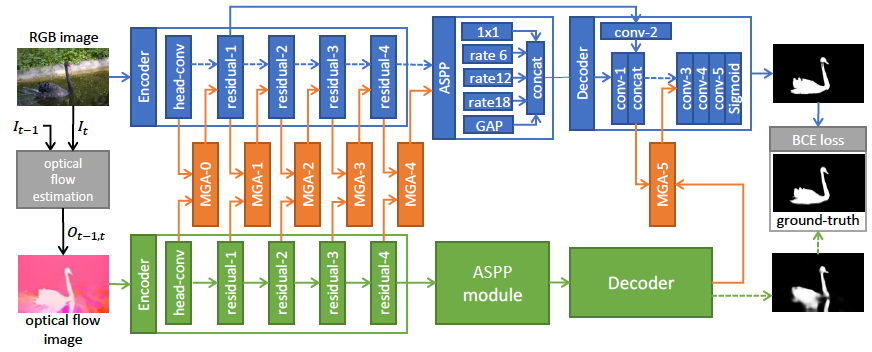 RGB image
I_{t-1}
I_t
optical
flow
estimation
O_{t-1,t}
optical flow
image
Encoder
head-conv
residual-1
residual-2
residual-3
residual-4
ASPP
1x1
rate 6
rate12
rate18
GAP
concat
Decoder
conv-2
conv-1
concat
conv-3
conv-4
conv-5
Sigmoid
MGA-0
MGA-1
MGA-2
MGA-3
MGA-4
MGA-5
BCE loss
ground-truth
Encoder
head-conv
residual-1
residual-2
residual-3
residual-4
ASPP
module
Decoder